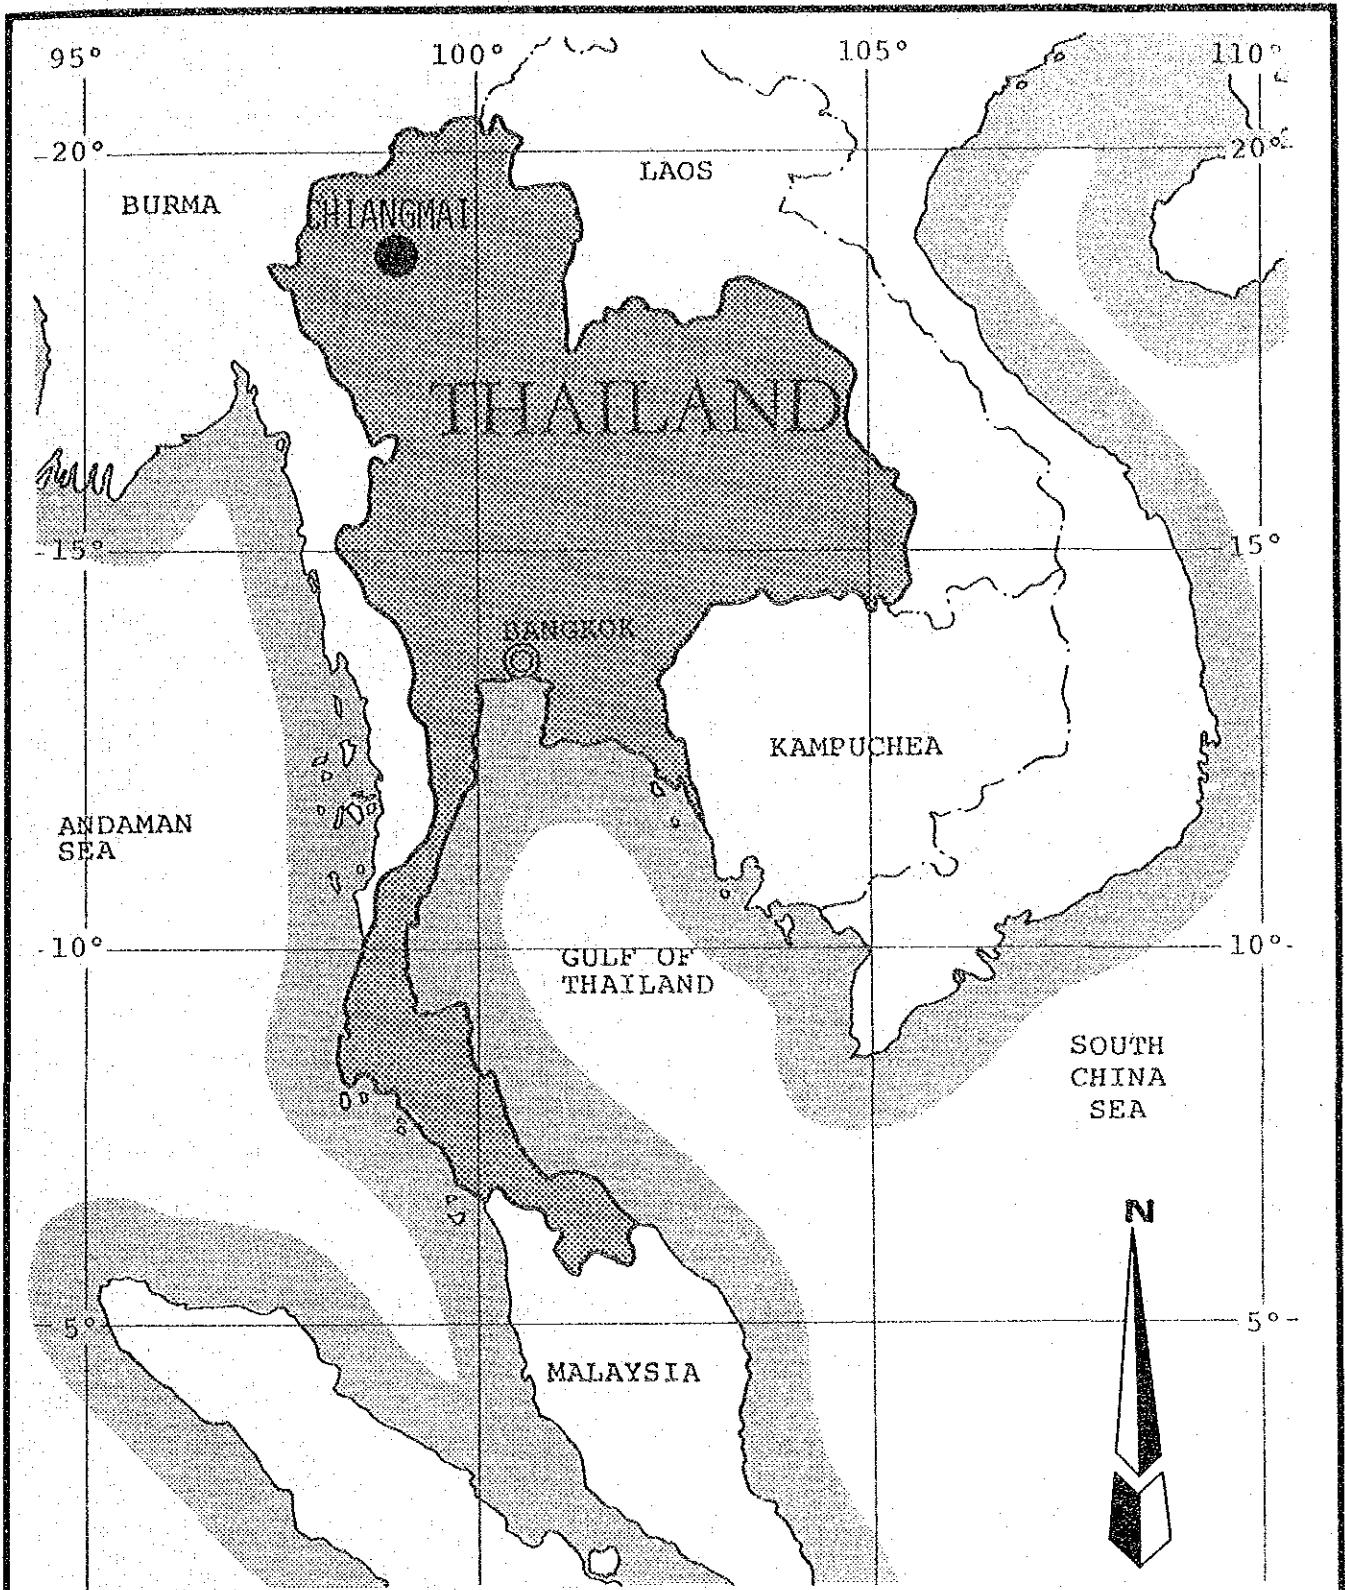 95°
100°
105°
110°
20°
20°
LAOS
BURMA
CHIANGMAI
THAILAND
15°
15°
BANGKOK
KAMPUCHEA
ANDAMAN
SEA
10°
10°
GULF OF
THAILAND
SOUTH
CHINA
SEA
N
5°
5°
MALAYSIA